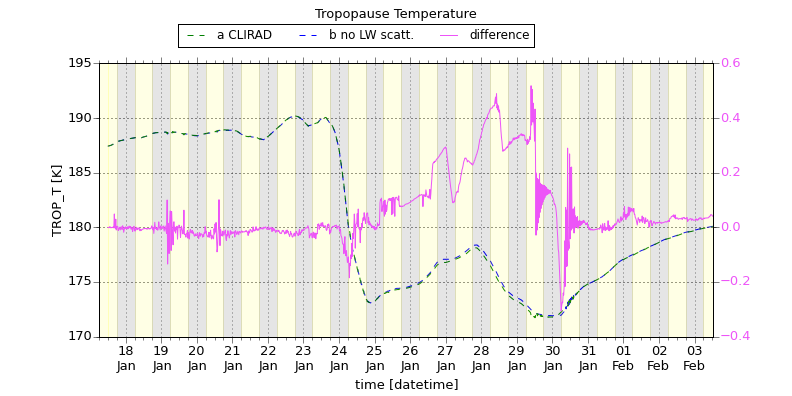 Tropopause Temperature
a CLIRAD b no LW scatt. difference
195 0.6
190 0.4
185 0.2
180 0.0
175 −0.2
170 −0.4
TROP_T [K]
18 19 20 21 22 23 24 25 26 27 28 29 30 31 01 02 03
Jan Jan Jan Jan Jan Jan Jan Jan Jan Jan Jan Jan Jan Jan Feb Feb Feb
time [datetime]